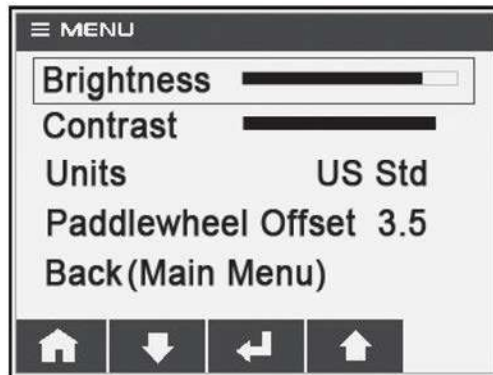 MENU
Brightness
Contrast
Units US Std
Paddlewheel Offset 3.5
Back(Main Menu)